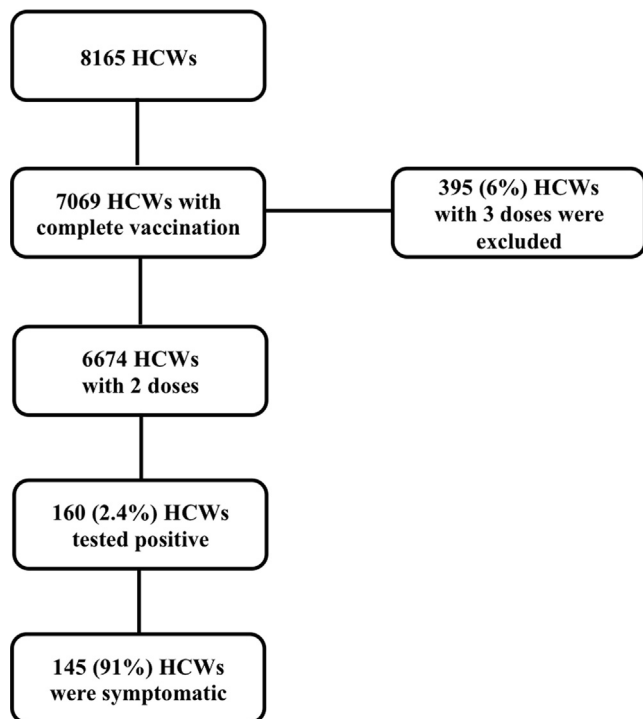 8165 HCWs
7069 HCWs with
complete vaccination
395 (6%) HCWs
with 3 doses were
excluded
6674 HCWs
with 2 doses
160 (2.4%) HCWs
tested positive
145 (91%) HCWs
were symptomatic